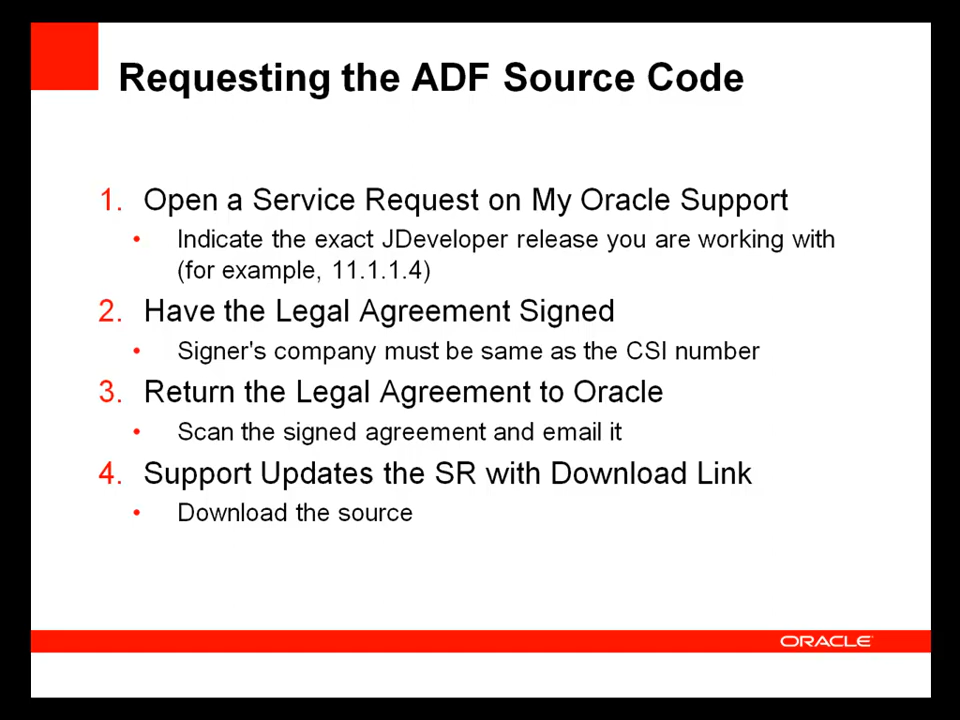 Requesting the ADF Source Code
1. Open a Service Request on My Oracle Support
• Indicate the exact JDeveloper release you are working with
(for example, 11.1.1.4)
2. Have the Legal Agreement Signed
• Signer's company must be same as the CSI number
3. Return the Legal Agreement to Oracle
• Scan the signed agreement and email it
4. Support Updates the SR with Download Link
• Download the source
ORACLE